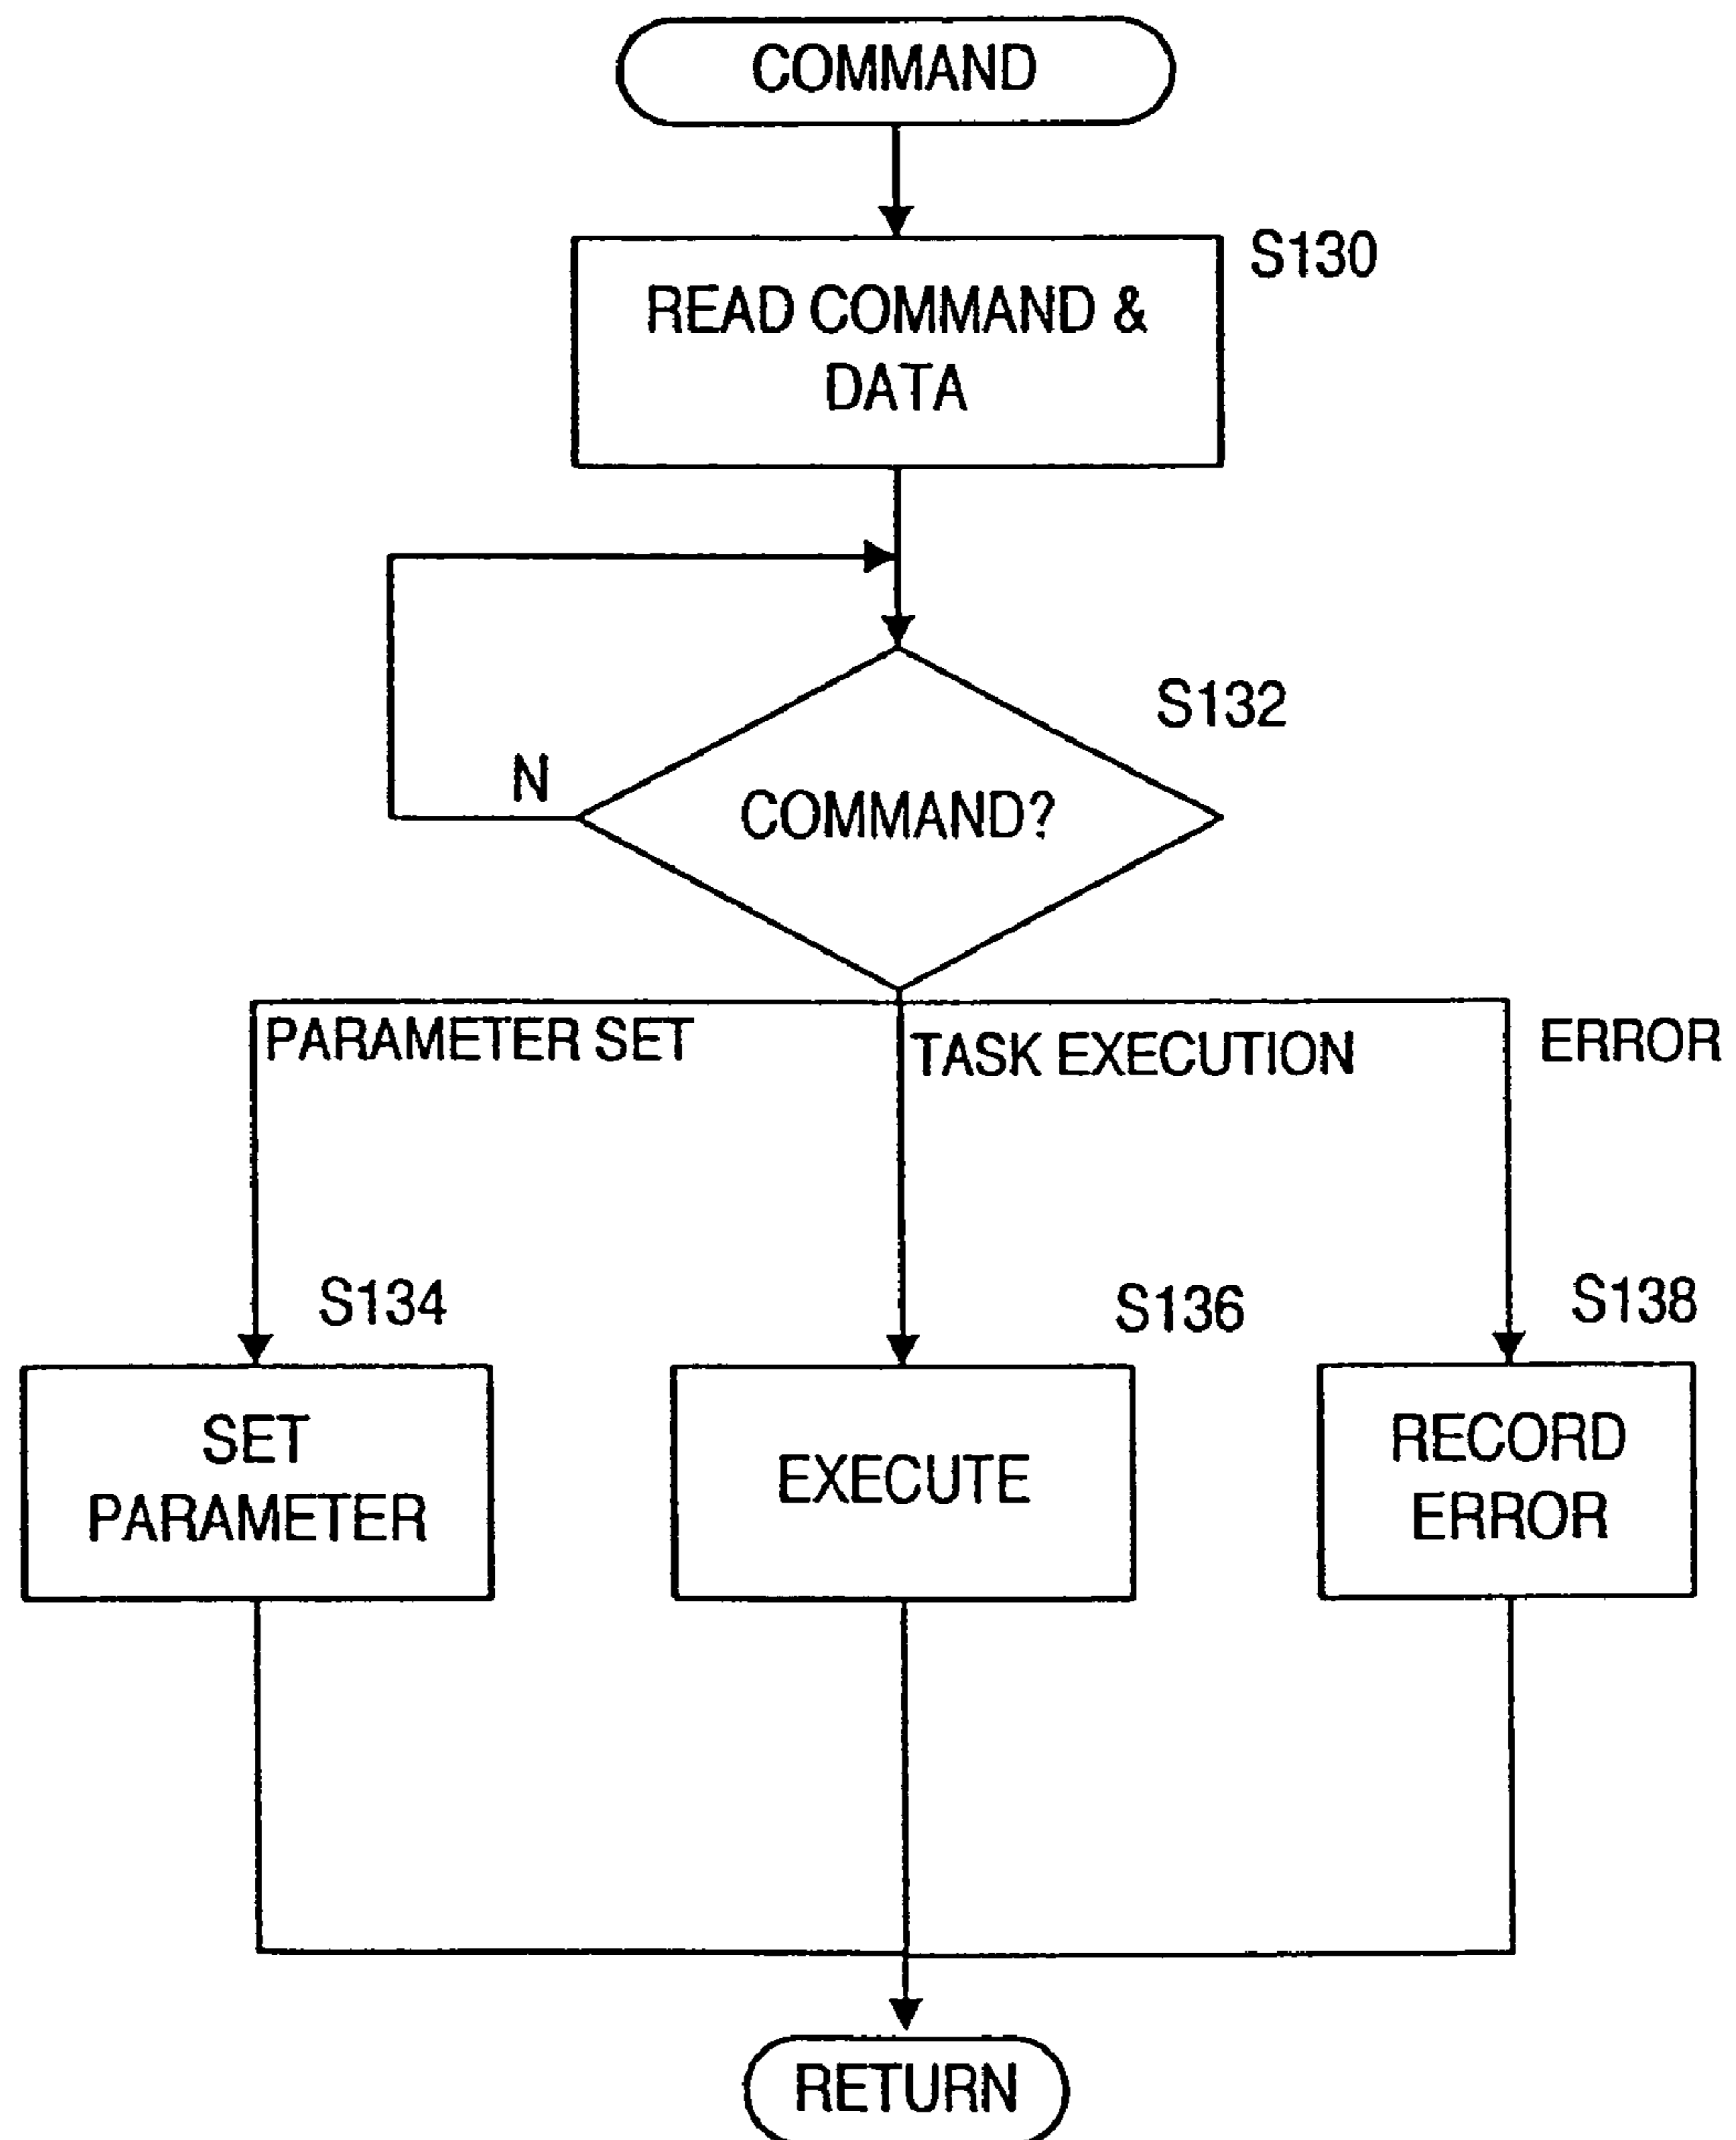 COMMAND
S130
READ COMMAND &
DATA
S132
N
COMMAND?
PARAMETER SET
TASK EXECUTION
ERROR
S134
S136
S138
SET
PARAMETER
EXECUTE
RECORD
ERROR
RETURN